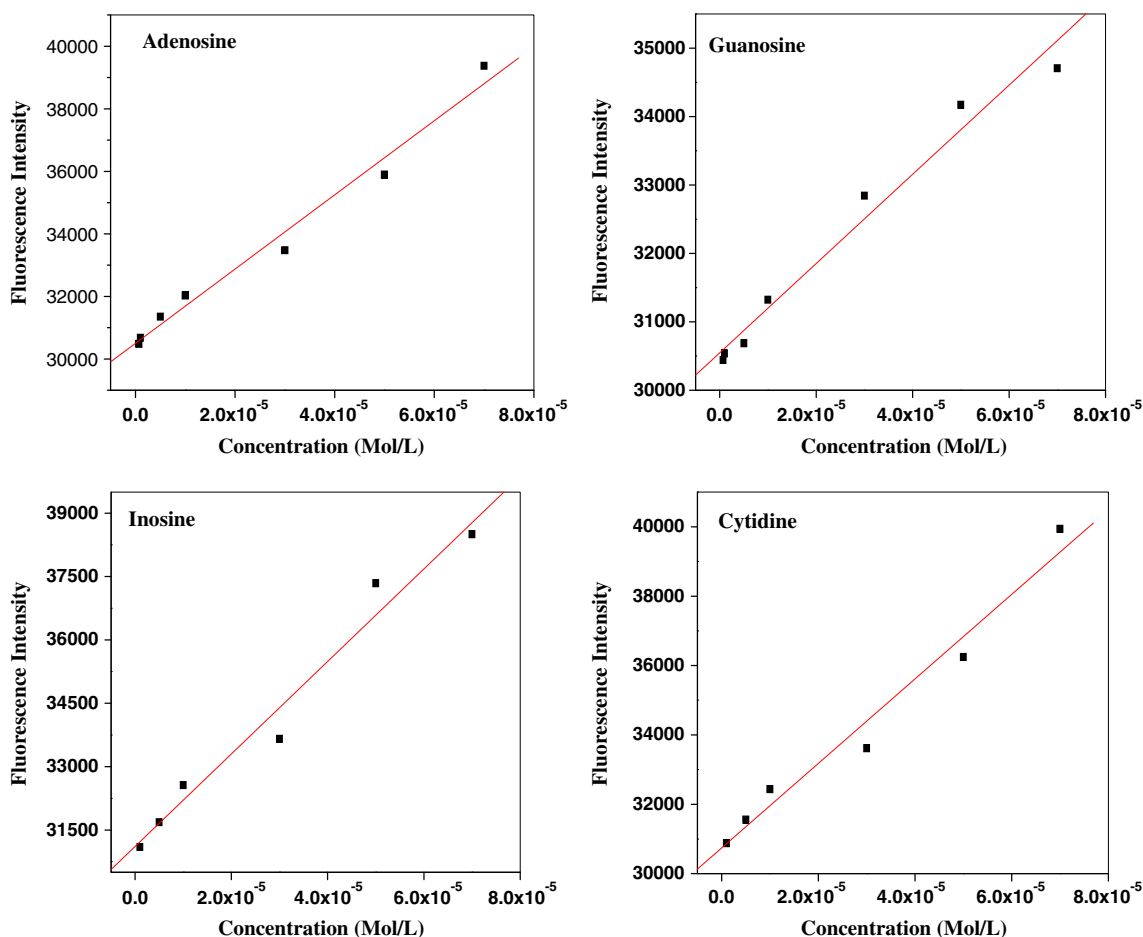 Adenosine
40000
38000
36000
34000
32000
30000
Fluorescence Intensity
0.0 2.0x10⁻⁵ 4.0x10⁻⁵ 6.0x10⁻⁵ 8.0x10⁻⁵
Concentration (Mol/L)
Guanosine
35000
34000
33000
32000
31000
30000
Fluorescence Intensity
0.0 2.0x10⁻⁵ 4.0x10⁻⁵ 6.0x10⁻⁵ 8.0x10⁻⁵
Concentration (Mol/L)
Inosine
39000
37500
36000
34500
33000
31500
Fluorescence Intensity
0.0 2.0x10⁻⁵ 4.0x10⁻⁵ 6.0x10⁻⁵ 8.0x10⁻⁵
Concentration (Mol/L)
Cytidine
40000
38000
36000
34000
32000
30000
Fluorescence Intensity
0.0 2.0x10⁻⁵ 4.0x10⁻⁵ 6.0x10⁻⁵ 8.0x10⁻⁵
Concentration (Mol/L)